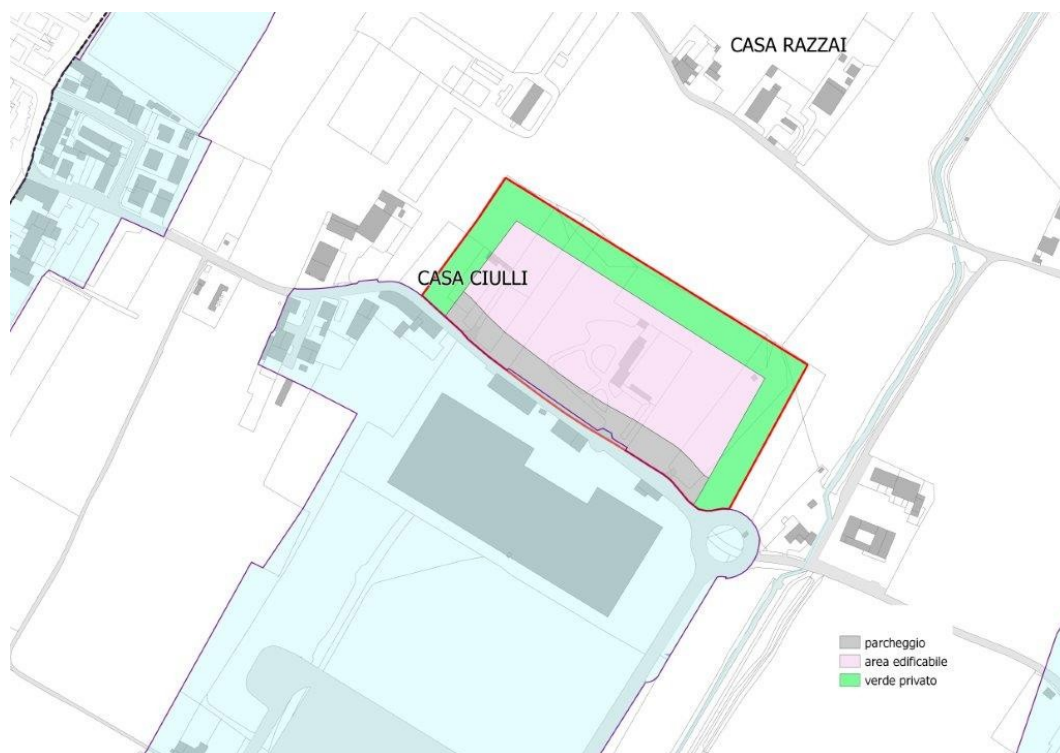 CASA RAZZAI
CASA CIULLI
parcheggio
area edificabile
verde privato